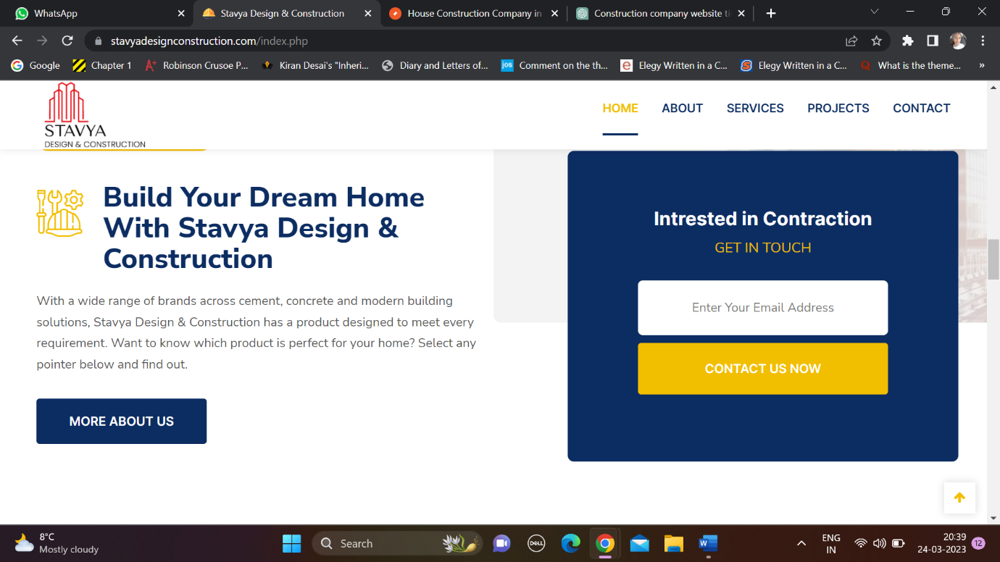 WhatsApp
Stavya Design & Construction
House Construction Company in
Construction company website ti
stavyadesignconstruction.com/index.php
Google
Chapter 1
Robinson Crusoe P...
Kiran Desai's "Inheri...
Diary and Letters of...
jos
Comment on the th...
Elegy Written in a C...
Elegy Written in a C...
What is the theme...
»
STAVYA
DESIGN & CONSTRUCTION
HOME
ABOUT
SERVICES
PROJECTS
CONTACT
Build Your Dream Home
With Stavya Design &
Construction
With a wide range of brands across cement, concrete and modern building
solutions, Stavya Design & Construction has a product designed to meet every
requirement. Want to know which product is perfect for your home? Select any
pointer below and find out.
MORE ABOUT US
Intrested in Contraction
GET IN TOUCH
Enter Your Email Address
CONTACT US NOW
8°C
Mostly cloudy
Search
DELL
W
ENG
IN
20:39
24-03-2023
12